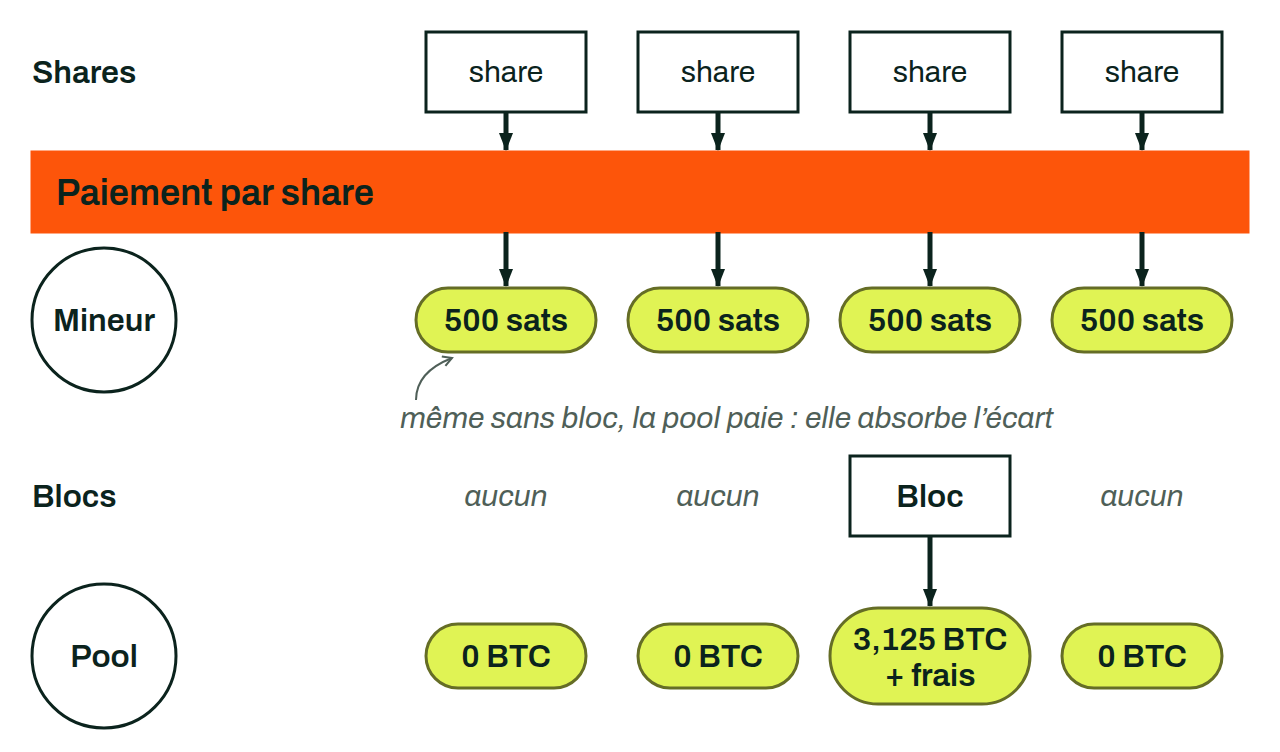 Shares
share
share
share
share
Paiement par share
Mineur
500 sats
500 sats
500 sats
500 sats
même sans bloc, la pool paie : elle absorbe l’écart
Blocs
aucun
aucun
Bloc
aucun
Pool
0 BTC
0 BTC
3,125 BTC
+ frais
0 BTC